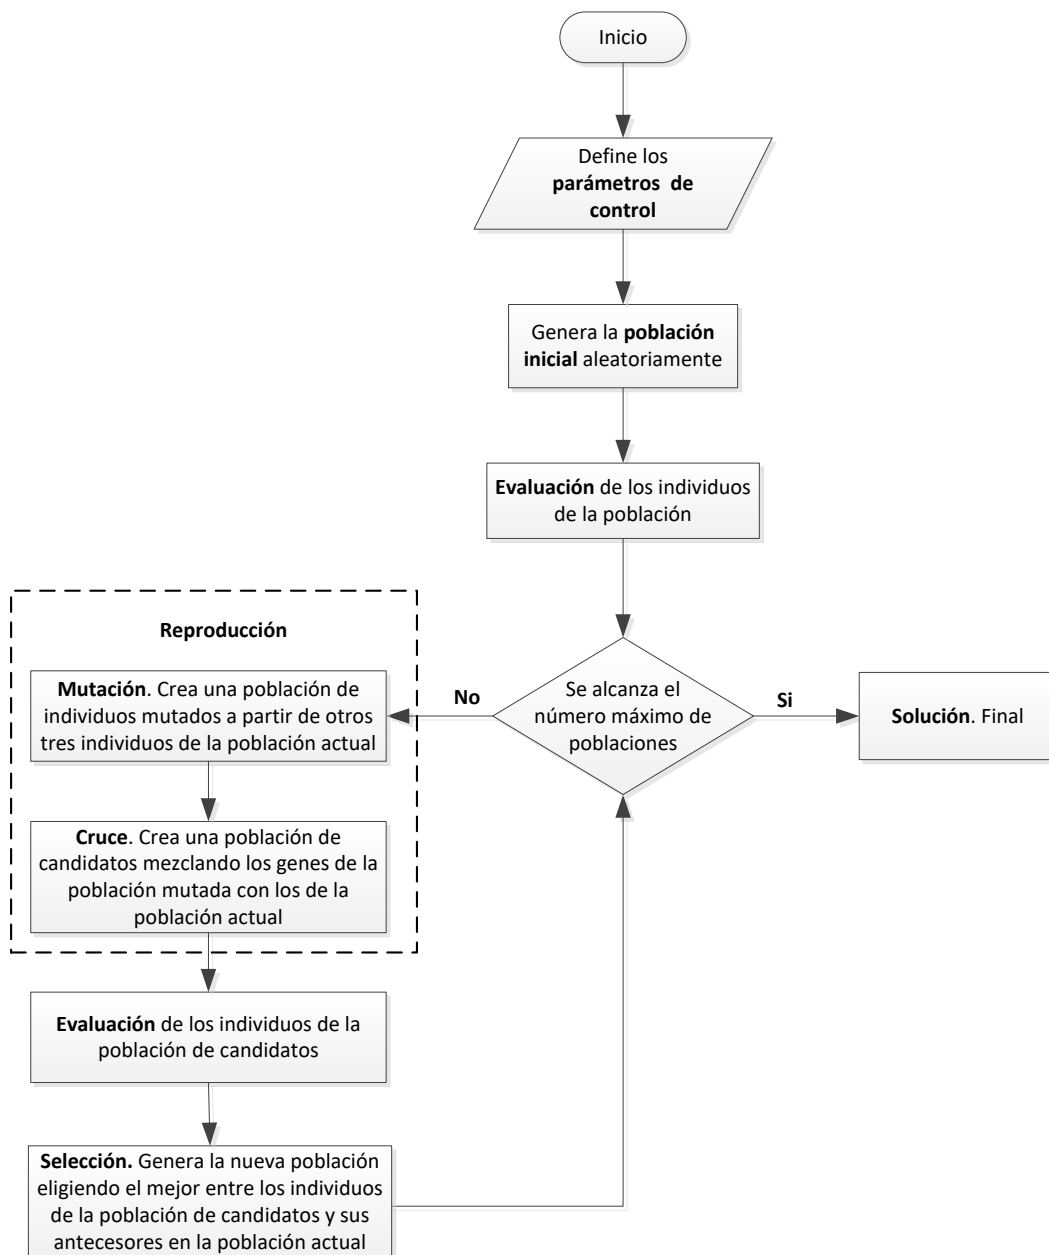 Inicio
Define los
parámetros de
control
Genera la población
inicial aleatoriamente
Evaluación de los individuos
de la población
Reproducción
Mutación. Crea una población de
individuos mutados a partir de otros
tres individuos de la población actual
No
Se alcanza el
número máximo de
poblaciones
Si
Solución. Final
Cruce. Crea una población de
candidatos mezclando los genes de la
población mutada con los de la
población actual
Evaluación de los individuos de la
población de candidatos
Selección. Genera la nueva población
eligiendo el mejor entre los individuos
de la población de candidatos y sus
antecesores en la población actual